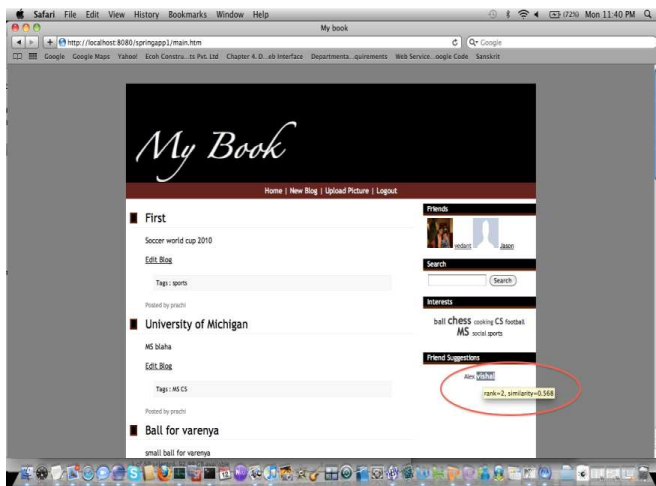 Safari File Edit View History Bookmarks Window Help (72%) Mon 11:40 PM
My book
http://localhost:8080/springapp1/main.htm Google
Google Google Maps Yahoo! Ecoh Constru...ts Pvt. Ltd Chapter 4. D...eb Interface Departmenta...quirements Web Service...oogle Code Sanskrit
My Book
Home | New Blog | Upload Picture | Logout
First
Soccer world cup 2010
Edit Blog
Tags : sports
Posted by prachi
University of Michigan
MS blaha
Edit Blog
Tags : MS CS
Posted by prachi
Ball for varenya
small ball for varenya
Friends
vedant Jason
Search
Search
Interests
ball chess cooking CS football
MS social sports
Friend Suggestions
Alex vishal
rank=2, similarity=0.568